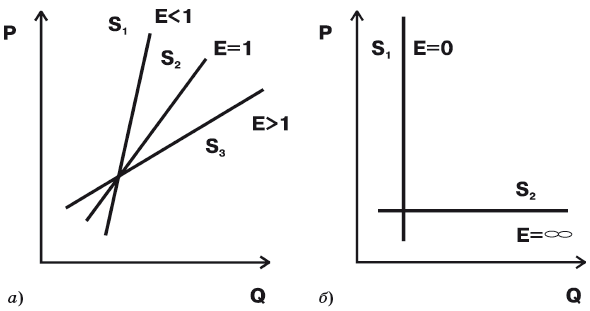 P
S₁
E<1
S₂
E=1
E>1
S₃
Q
а)
P
S₁
E=0
S₂
E=∞
Q
б)